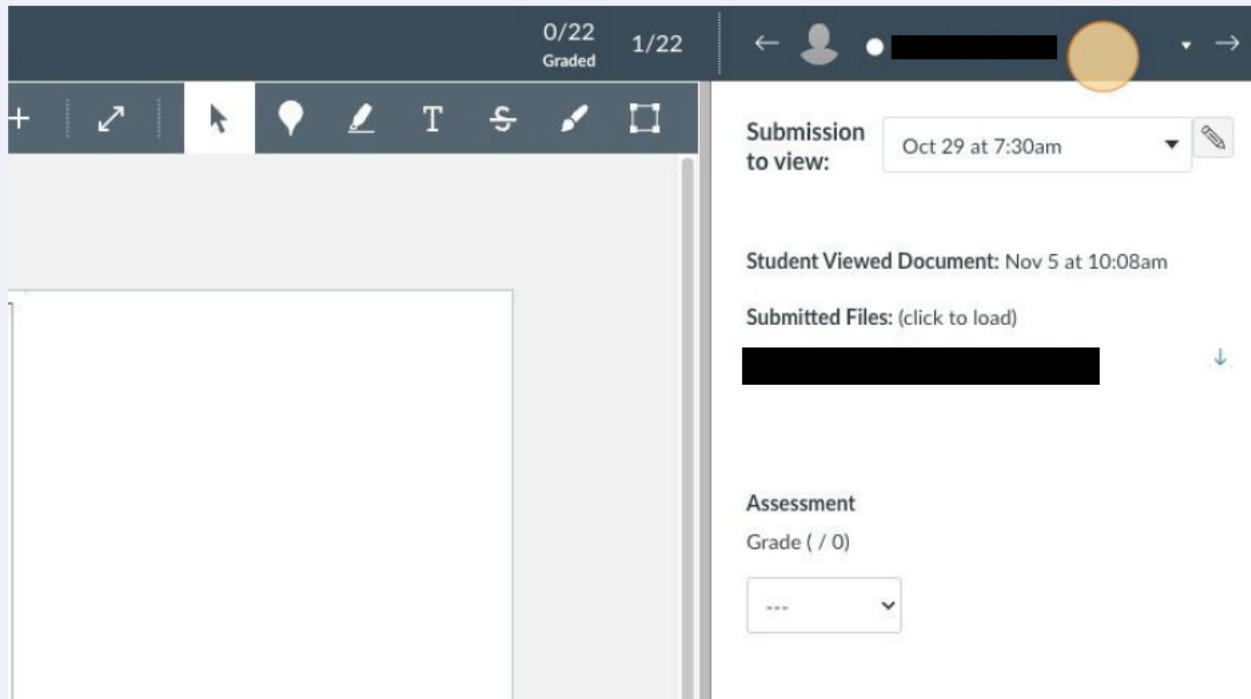 0/22
Graded
1/22
Submission
to view:
Oct 29 at 7:30am
Student Viewed Document: Nov 5 at 10:08am
Submitted Files: (click to load)
Assessment
Grade ( / 0)
---